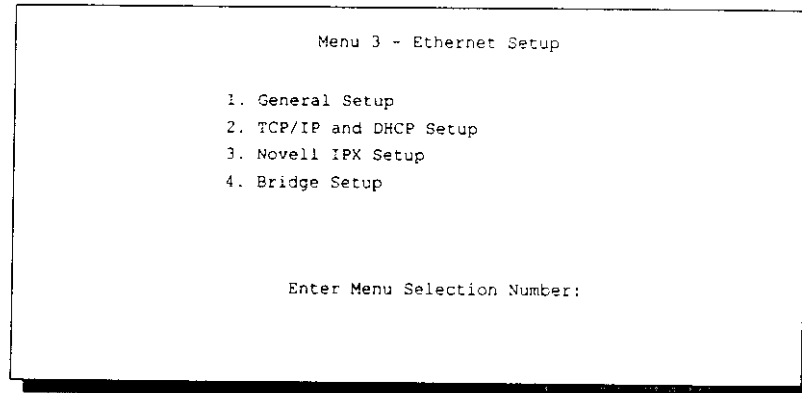 Menu 3 - Ethernet Setup
1. General Setup
2. TCP/IP and DHCP Setup
3. Novell IPX Setup
4. Bridge Setup
Enter Menu Selection Number: